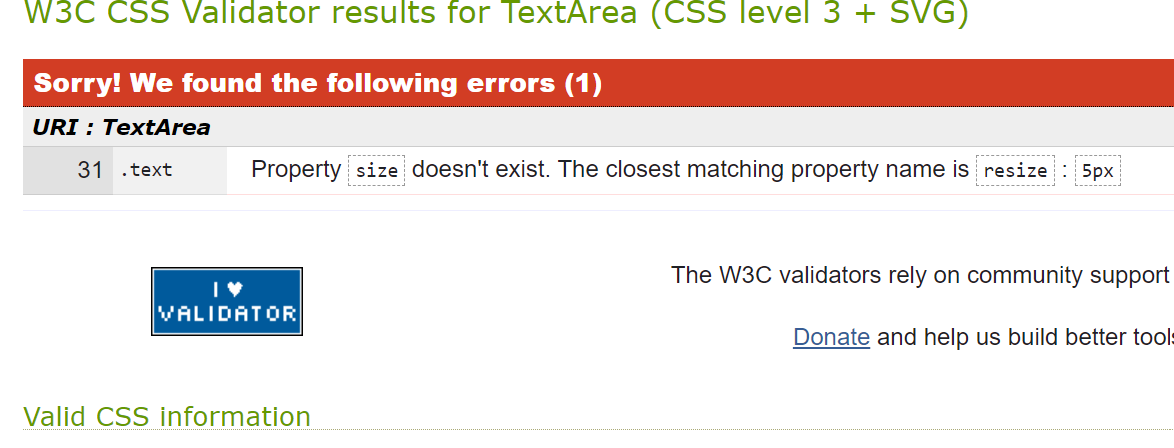 W3C CSS Validator results for TextArea (CSS level 3 + SVG)
Sorry! We found the following errors (1)
URI : TextArea
31 .text Property size doesn't exist. The closest matching property name is resize : 5px
I ♥
VALIDATOR
The W3C validators rely on community support
Donate and help us build better tools
Valid CSS information